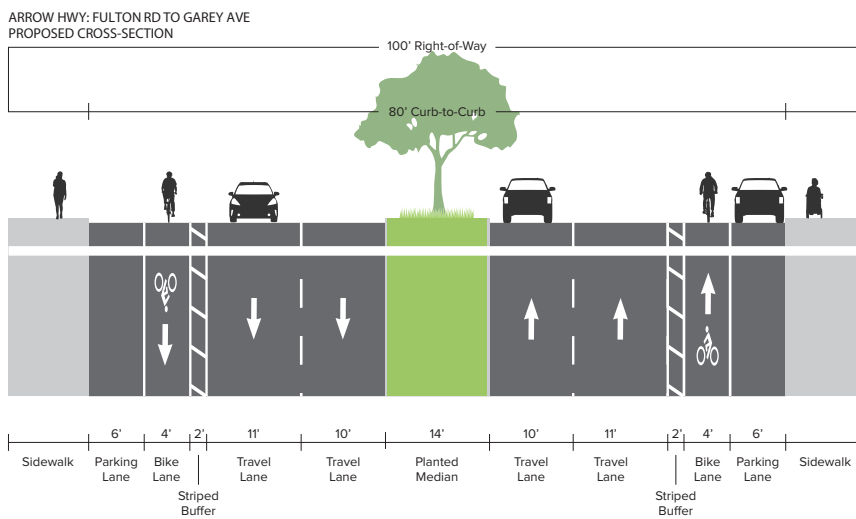 ARROW HWY: FULTON RD TO GAREY AVE
PROPOSED CROSS-SECTION
100' Right-of-Way
80' Curb-to-Curb
6' 4' 2' 11' 10' 14' 10' 11' 2' 4' 6'
Sidewalk Parking Bike Travel Travel Planted Travel Travel Bike Parking Sidewalk
Lane Lane Lane Lane Median Lane Lane Lane Lane
Striped Striped
Buffer Buffer